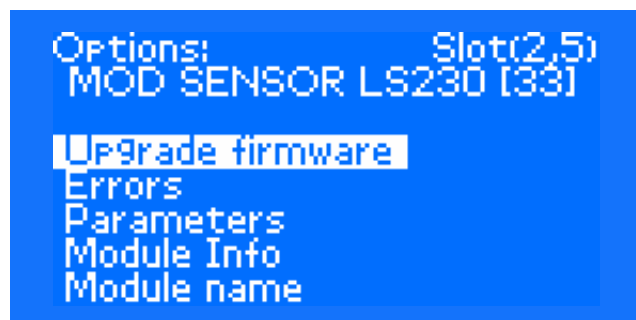 Options: Slot(2,5)
MOD SENSOR LS230 [33]
Upgrade firmware
Errors
Parameters
Module Info
Module name